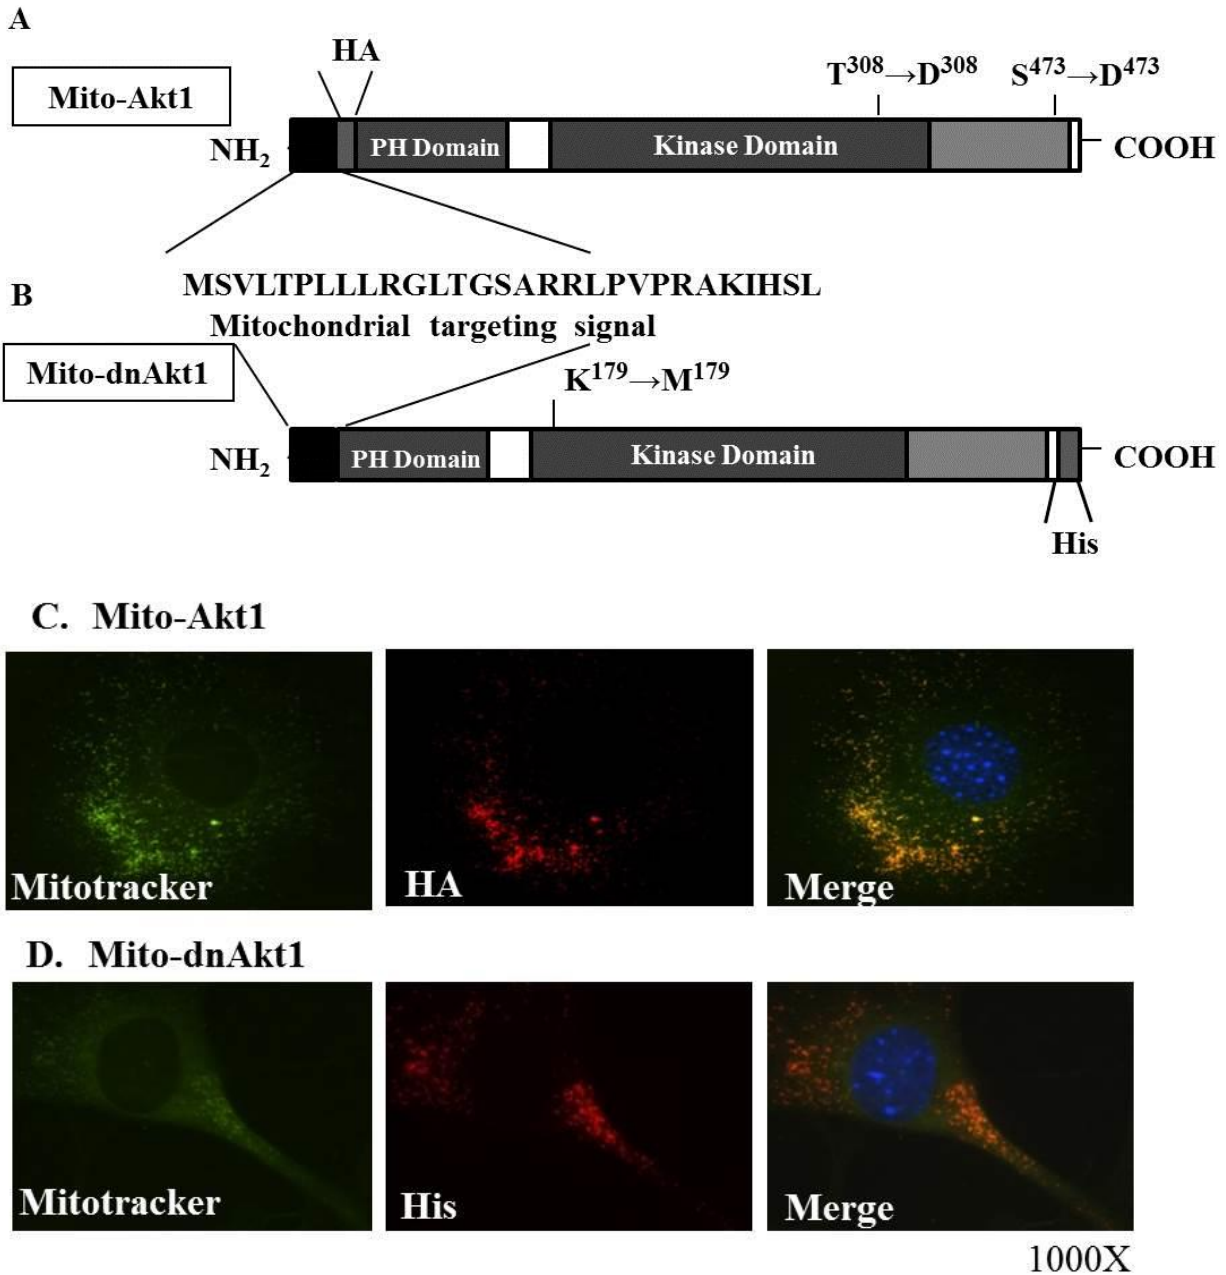 A
HA
T308→D308 S473→D473
Mito-Akt1
NH2 PH Domain Kinase Domain COOH
MSVLTPLLLRGLTGSARRLPVPRAKIHSL
B
Mitochondrial targeting signal
Mito-dnAkt1
K179→M179
NH2 PH Domain Kinase Domain COOH
His
C. Mito-Akt1
Mitotracker HA Merge
D. Mito-dnAkt1
Mitotracker His Merge
1000X